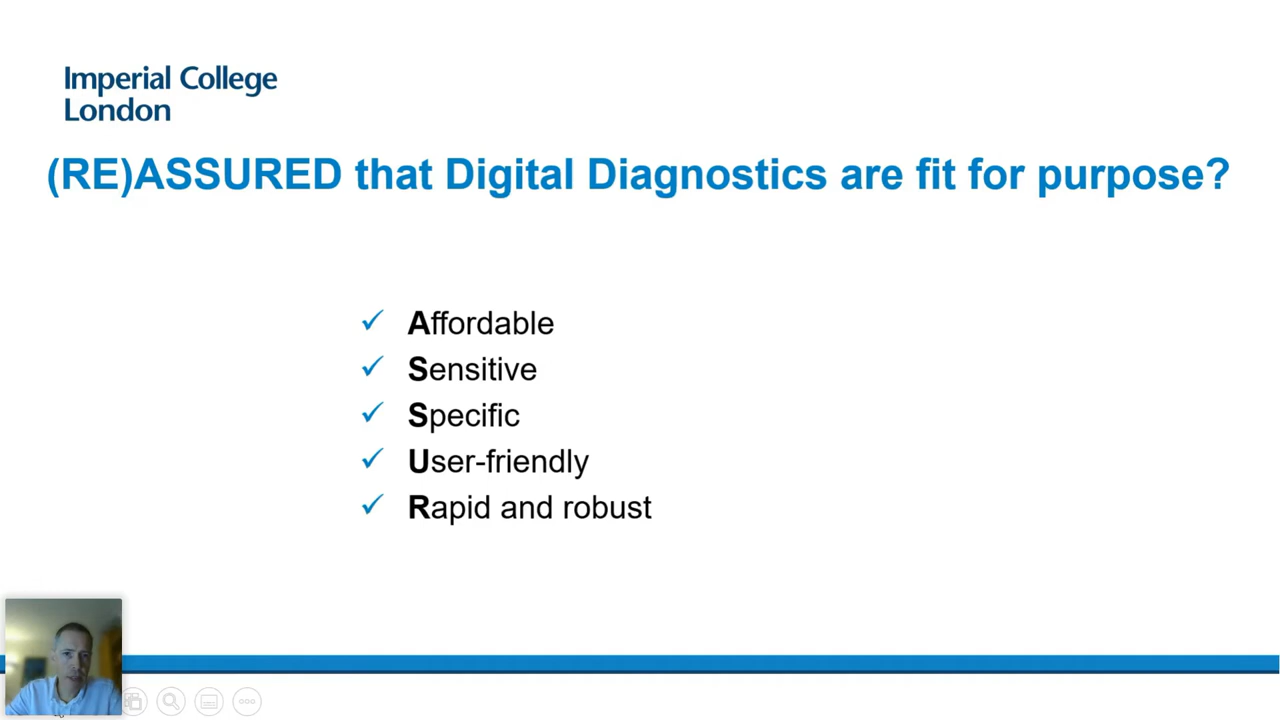 Imperial College
London
(RE)ASSURED that Digital Diagnostics are fit for purpose?
✓ Affordable
✓ Sensitive
✓ Specific
✓ User-friendly
✓ Rapid and robust